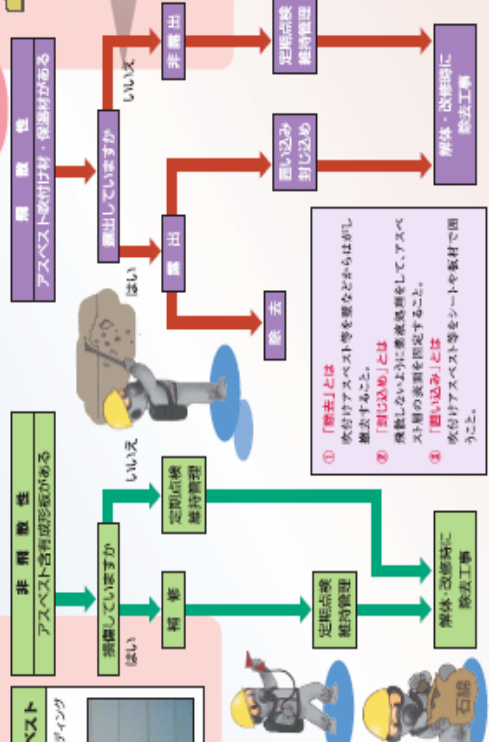 ベスト
ディング
非飛散性
アスベスト含有成形板がある
損傷していますか
はい
いいえ
補修
定期点検
維持管理
定期点検
維持管理
解体・改修時に
除去工事
石綿
飛散性
アスベスト吹付け材・保温材がある
露出していますか
はい
いいえ
露出
非露出
除去
囲い込み
封じ込め
定期点検
維持管理
解体・改修時に
除去工事
① 「除去」とは
吹付けアスベスト等を壁などからはがし
撤去すること。
② 「封じ込め」とは
飛散しないように薬液処理をして、アスベ
スト層の表面を固定すること。
③ 「囲い込み」とは
吹付けアスベスト等をシートや板材で囲
うこと。